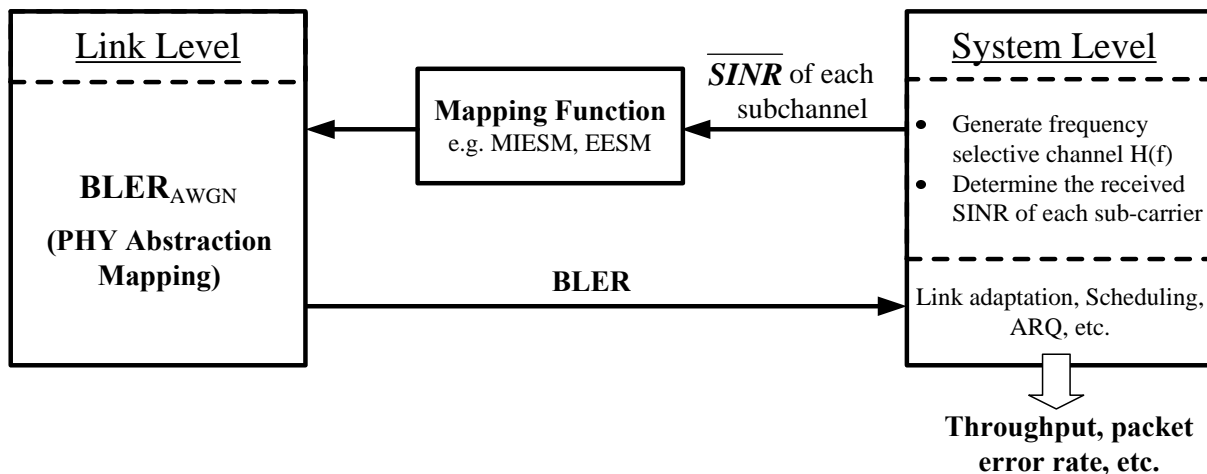 Link Level
BLER_AWGN
(PHY Abstraction
Mapping)
Mapping Function
e.g. MIESM, EESM
SINR of each
subchannel
BLER
System Level
• Generate frequency
selective channel H(f)
• Determine the received
SINR of each sub-carrier
Link adaptation, Scheduling,
ARQ, etc.
Throughput, packet
error rate, etc.